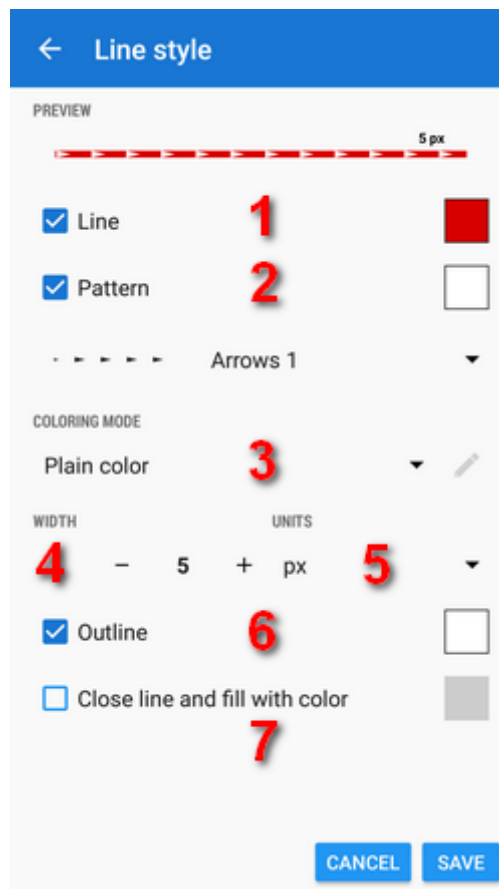 Line style
PREVIEW
5 px
Line 1
Pattern 2
Arrows 1
COLORING MODE
Plain color 3
WIDTH UNITS
4 − 5 + px 5
Outline 6
Close line and fill with color
7
CANCEL SAVE